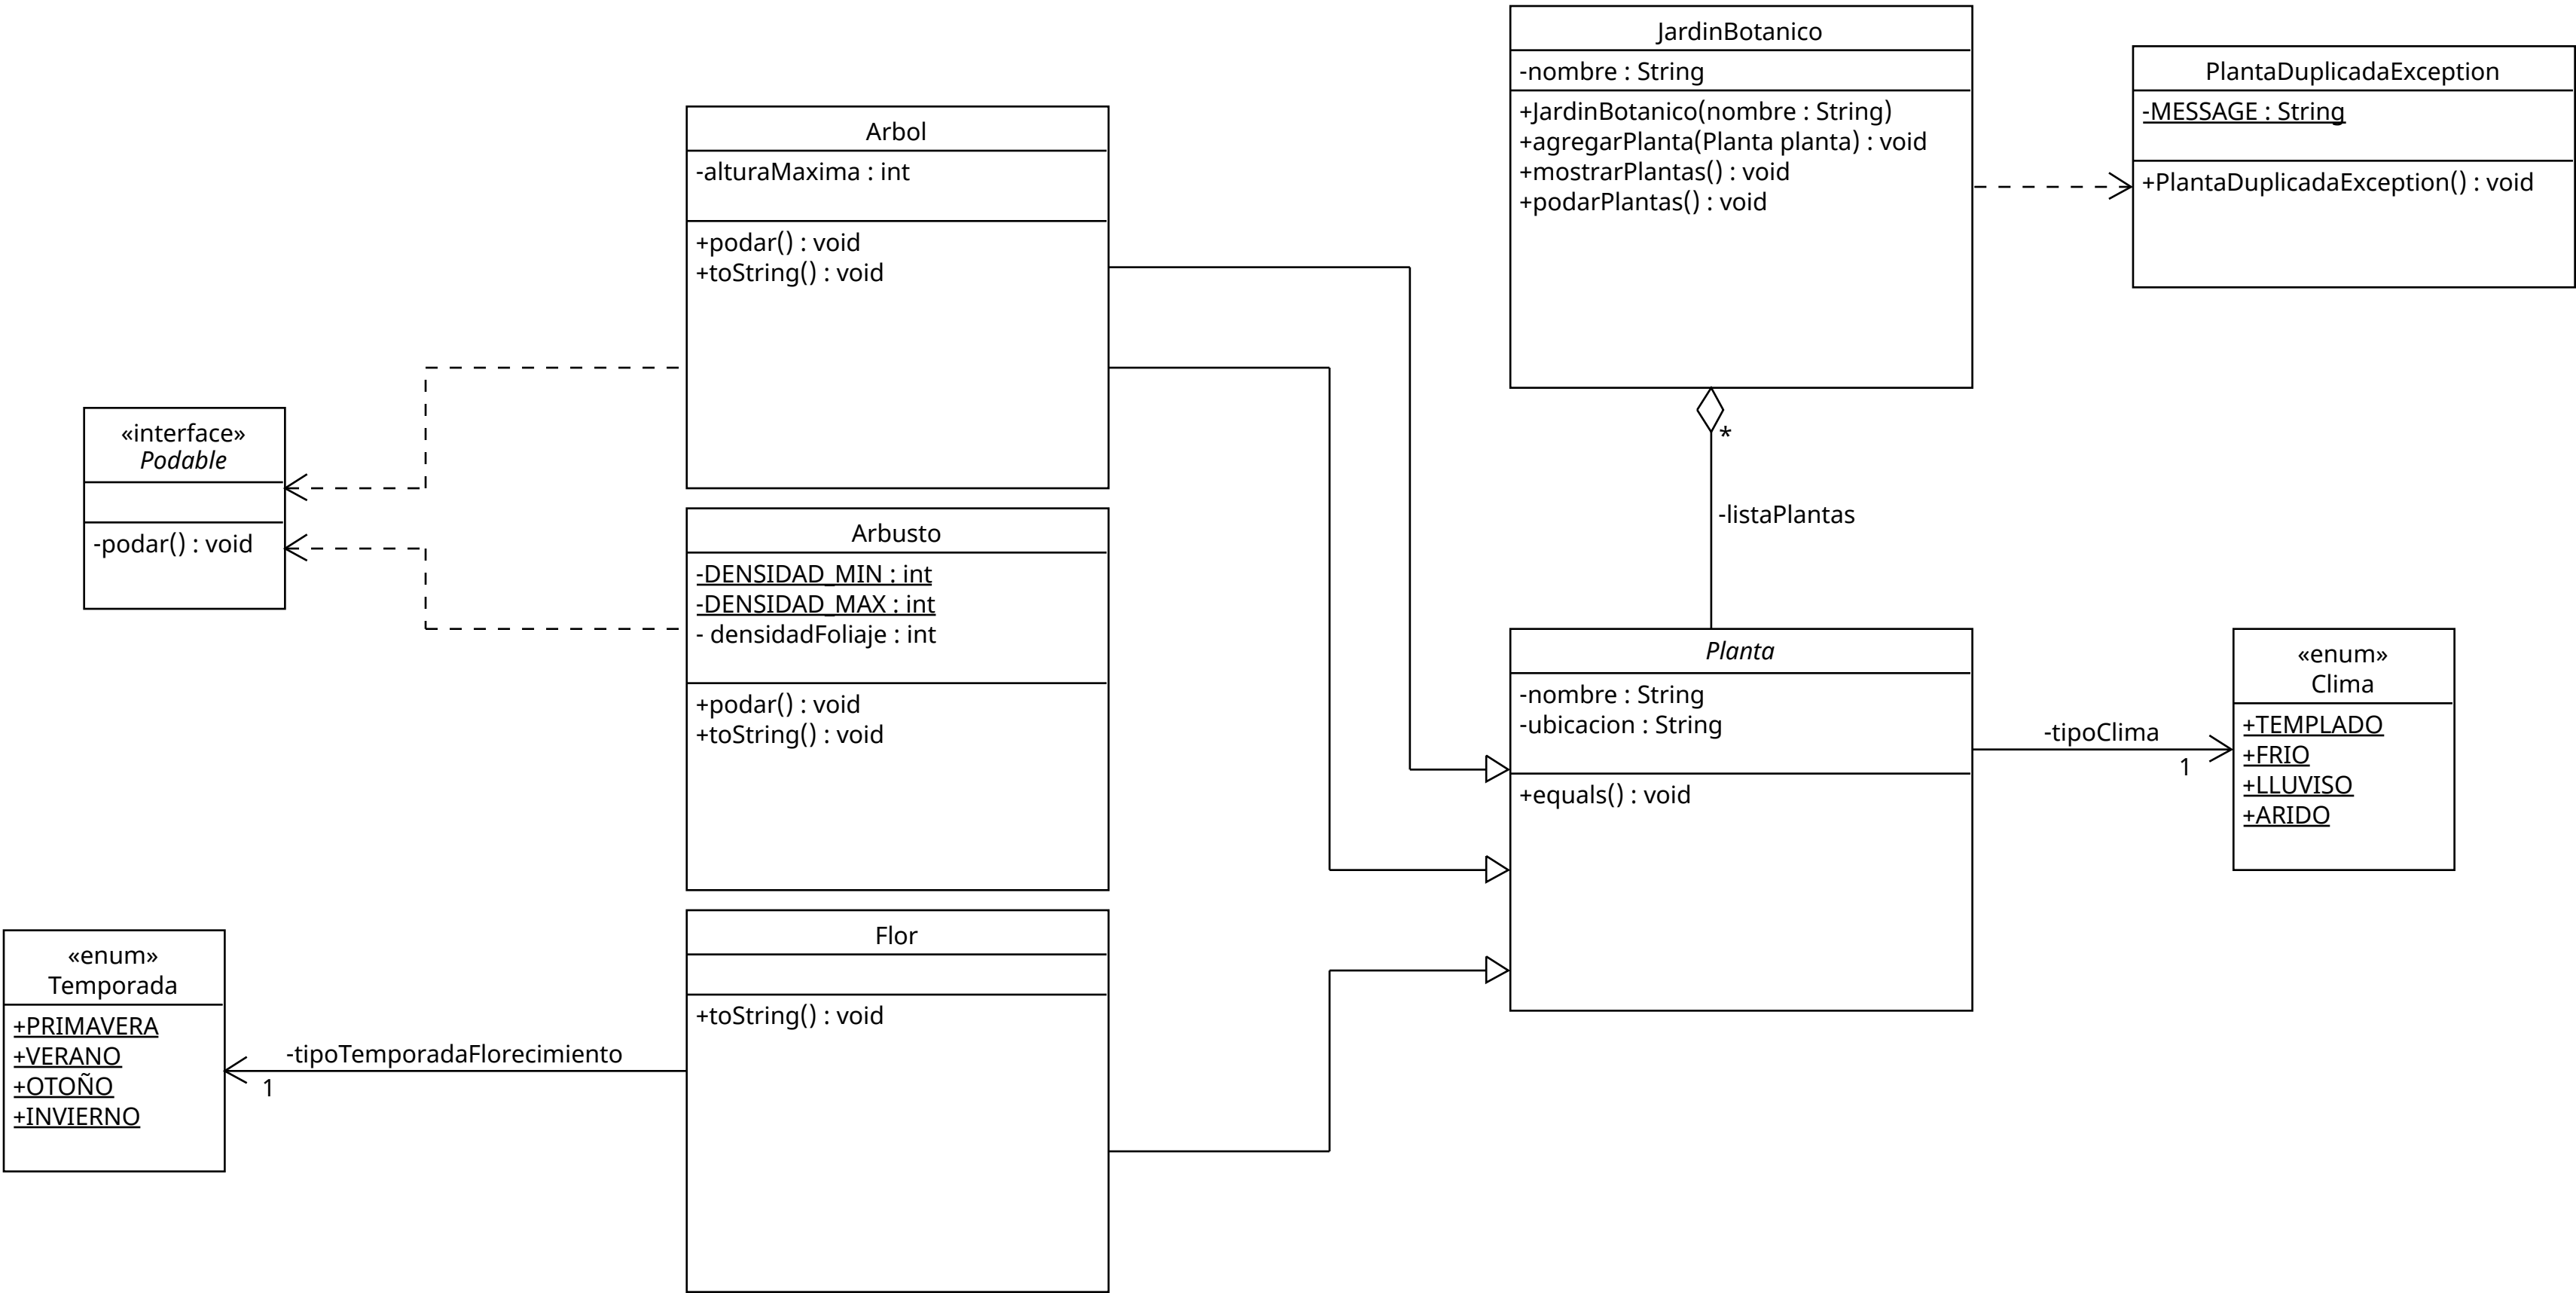 JardinBotanico
-nombre : String
+JardinBotanico(nombre : String)
+agregarPlanta(Planta planta) : void
+mostrarPlantas() : void
+podarPlantas() : void
PlantaDuplicadaException
-MESSAGE : String
+PlantaDuplicadaException() : void
Arbol
-alturaMaxima : int
+podar() : void
+toString() : void
«interface»
Podable
-podar() : void
*
-listaPlantas
Arbusto
-DENSIDAD_MIN : int
-DENSIDAD_MAX : int
- densidadFoliaje : int
+podar() : void
+toString() : void
Planta
-nombre : String
-ubicacion : String
+equals() : void
-tipoClima
1
«enum»
Clima
+TEMPLADO
+FRIO
+LLUVISO
+ARIDO
«enum»
Temporada
+PRIMAVERA
+VERANO
+OTOÑO
+INVIERNO
-tipoTemporadaFlorecimiento
1
Flor
+toString() : void